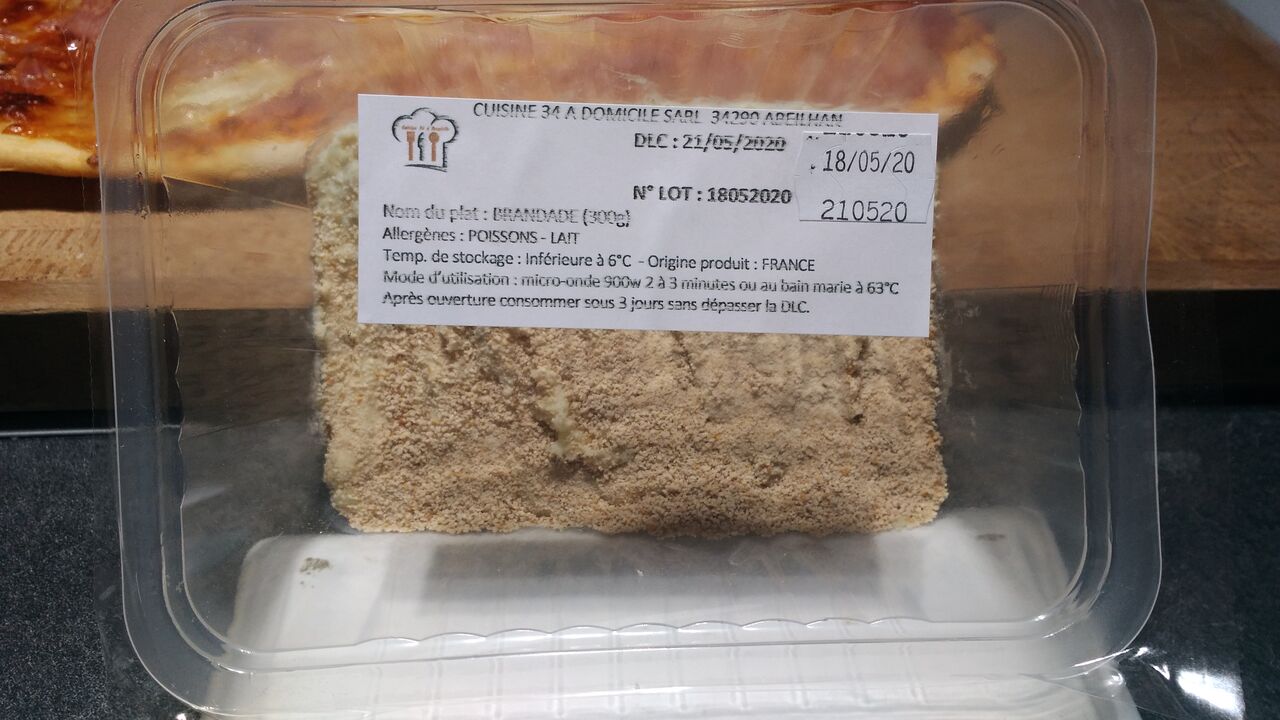 CUISINE 34 A DOMICILE SARL 34290 ABEILHAN
DLC : 21/05/2020
18/05/20
N° LOT : 18052020
210520
Nom du plat : BRANDADE (300g)
Allergènes : POISSONS - LAIT
Temp. de stockage : Inférieure à 6°C - Origine produit : FRANCE
Mode d'utilisation : micro-onde 900w 2 à 3 minutes ou au bain marie à 63°C
Après ouverture consommer sous 3 jours sans dépasser la DLC.